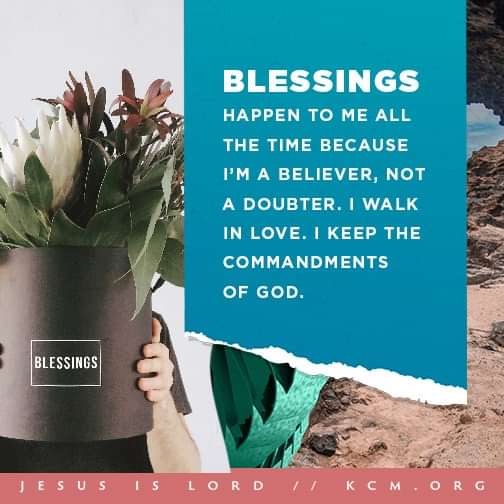 BLESSINGS
HAPPEN TO ME ALL
THE TIME BECAUSE
I'M A BELIEVER, NOT
A DOUBTER. I WALK
IN LOVE. I KEEP THE
COMMANDMENTS
OF GOD.
BLESSINGS
JESUS IS LORD // KCM.ORG